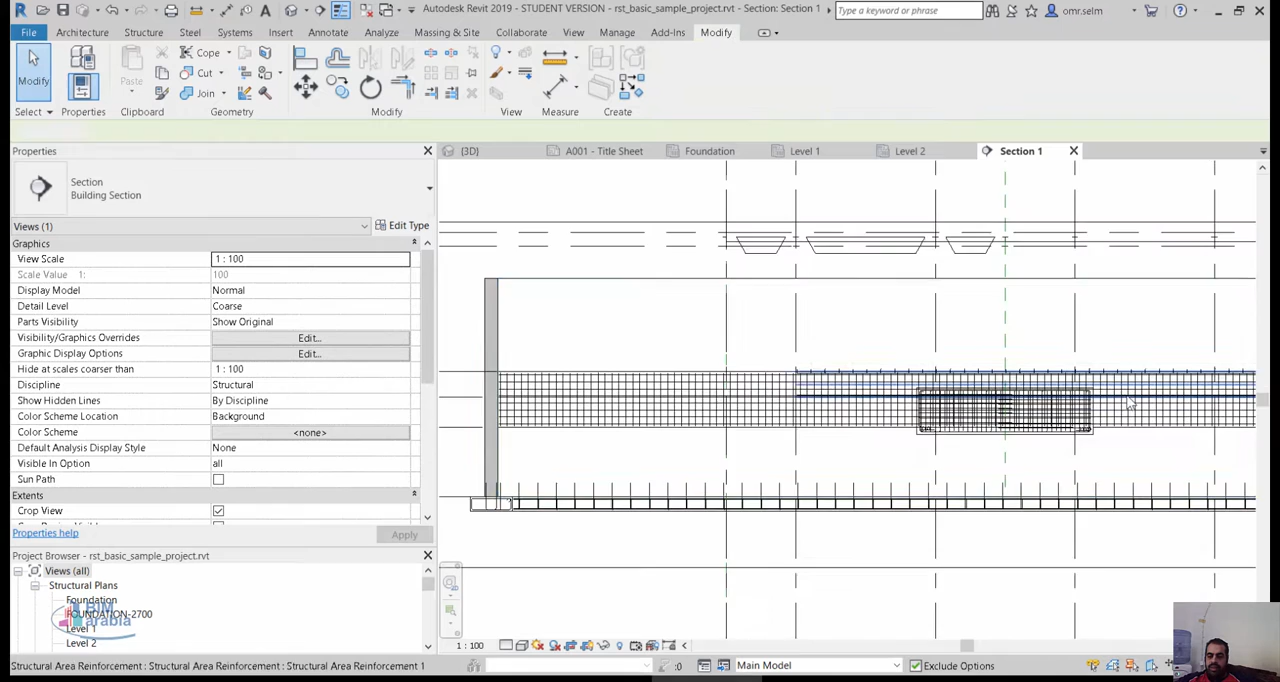 Autodesk Revit 2019 - STUDENT VERSION - rst_basic_sample_project.rvt - Section: Section 1
Type a keyword or phrase
omr.selm
File Architecture Structure Steel Systems Insert Annotate Analyze Massing & Site Collaborate View Manage Add-Ins Modify
Modify
Properties
Paste
Cope
Cut
Join
Select Properties Clipboard Geometry Modify View Measure Create
Properties
Section
Building Section
Views (1)
Edit Type
Graphics
View Scale 1 : 100
Scale Value 1: 100
Display Model Normal
Detail Level Coarse
Parts Visibility Show Original
Visibility/Graphics Overrides Edit...
Graphic Display Options Edit...
Hide at scales coarser than 1 : 100
Discipline Structural
Show Hidden Lines By Discipline
Color Scheme Location Background
Color Scheme <none>
Default Analysis Display Style None
Visible In Option all
Sun Path
Extents
Crop View
Properties help
Apply
Project Browser - rst_basic_sample_project.rvt
Views (all)
Structural Plans
Foundation
FOUNDATION-2700
Level 1
Level 2
BIM
arabia
{3D} A001 - Title Sheet Foundation Level 1 Level 2 Section 1
1 : 100
Structural Area Reinforcement : Structural Area Reinforcement : Structural Area Reinforcement 1
:0
Main Model
Exclude Options